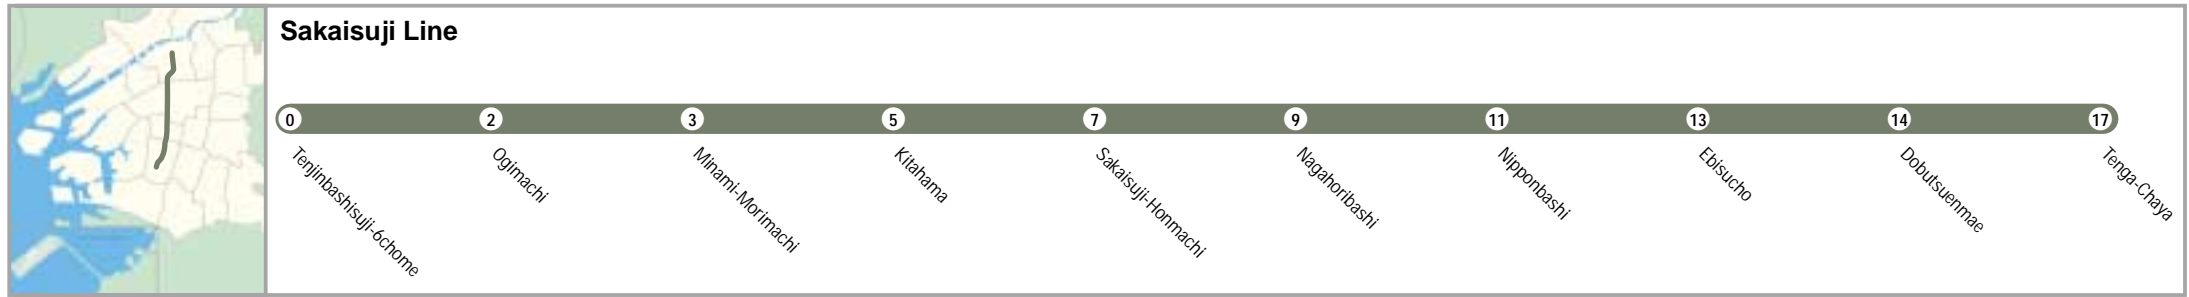 Sakaisuji Line
0
2
3
5
7
9
11
13
14
17
Tenjinbashisuji-6chome
Ogimachi
Minami-Morimachi
Kitahama
Sakaisuji-Honmachi
Nagahoribashi
Nipponbashi
Ebisucho
Dobutsuenmae
Tenga-Chaya